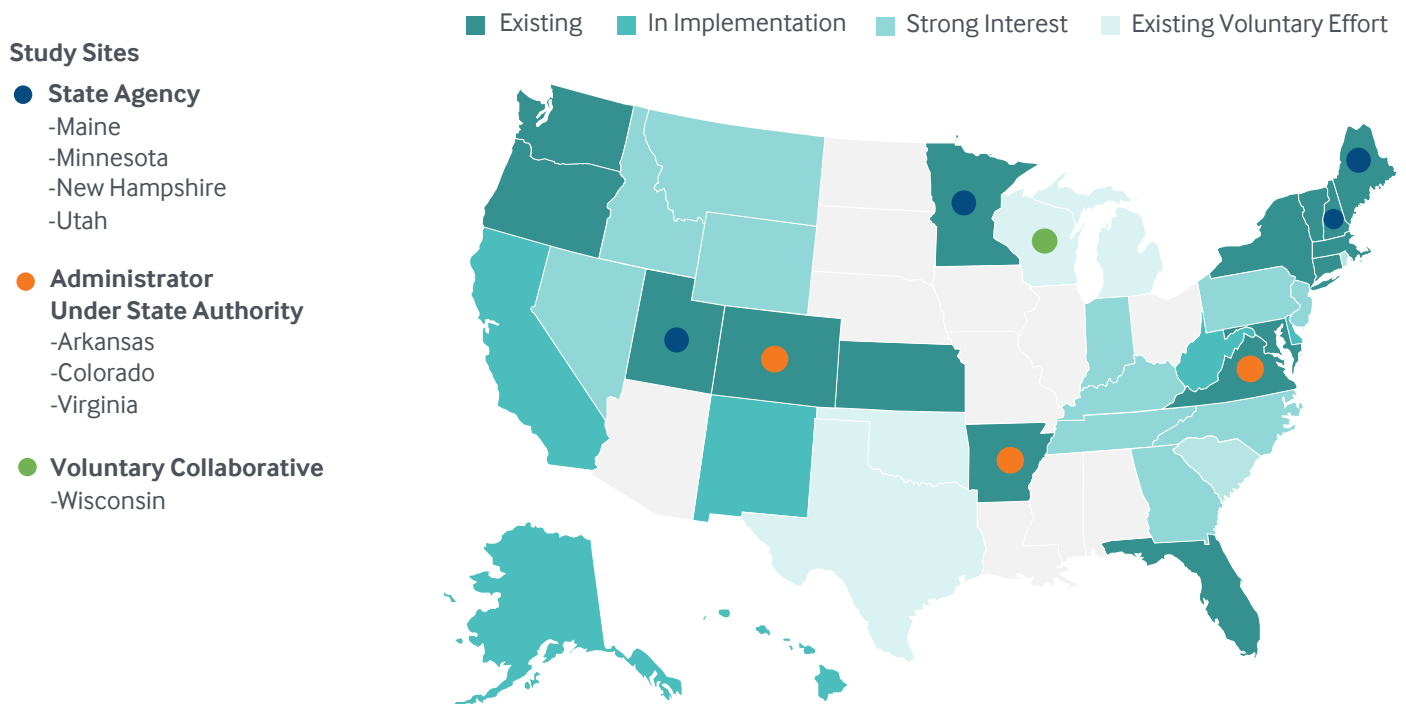 Existing
In Implementation
Strong Interest
Existing Voluntary Effort
Study Sites
State Agency
-Maine
-Minnesota
-New Hampshire
-Utah
Administrator
Under State Authority
-Arkansas
-Colorado
-Virginia
Voluntary Collaborative
-Wisconsin